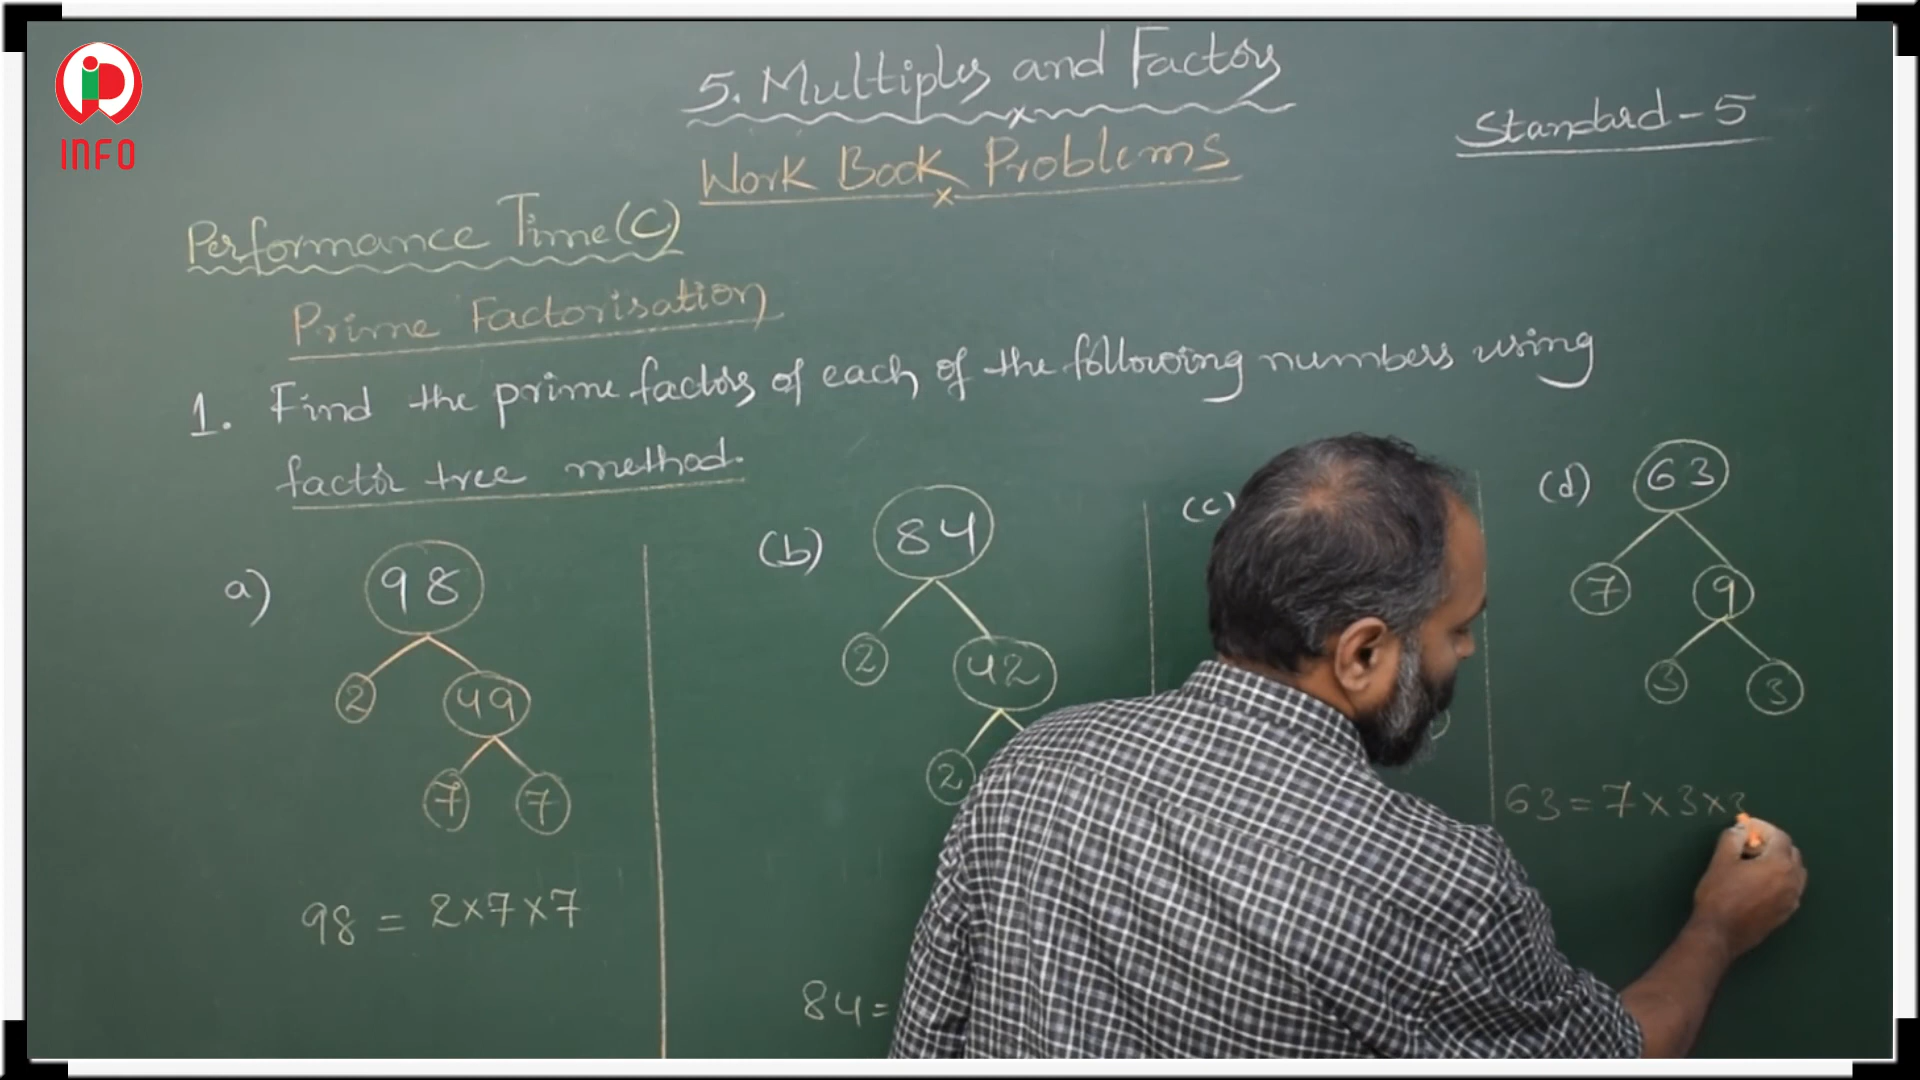 INFO
5. Multiples and Factors
Standard - 5
Work Book Problems
Performance Time (C)
Prime Factorisation
1. Find the prime factors of each of the following numbers using
factor tree method.
a) 98
2 49
7 7
98 = 2×7×7
(b) 84
2 42
2
84 =
(c)
(d) 63
7 9
3 3
63 = 7×3×3